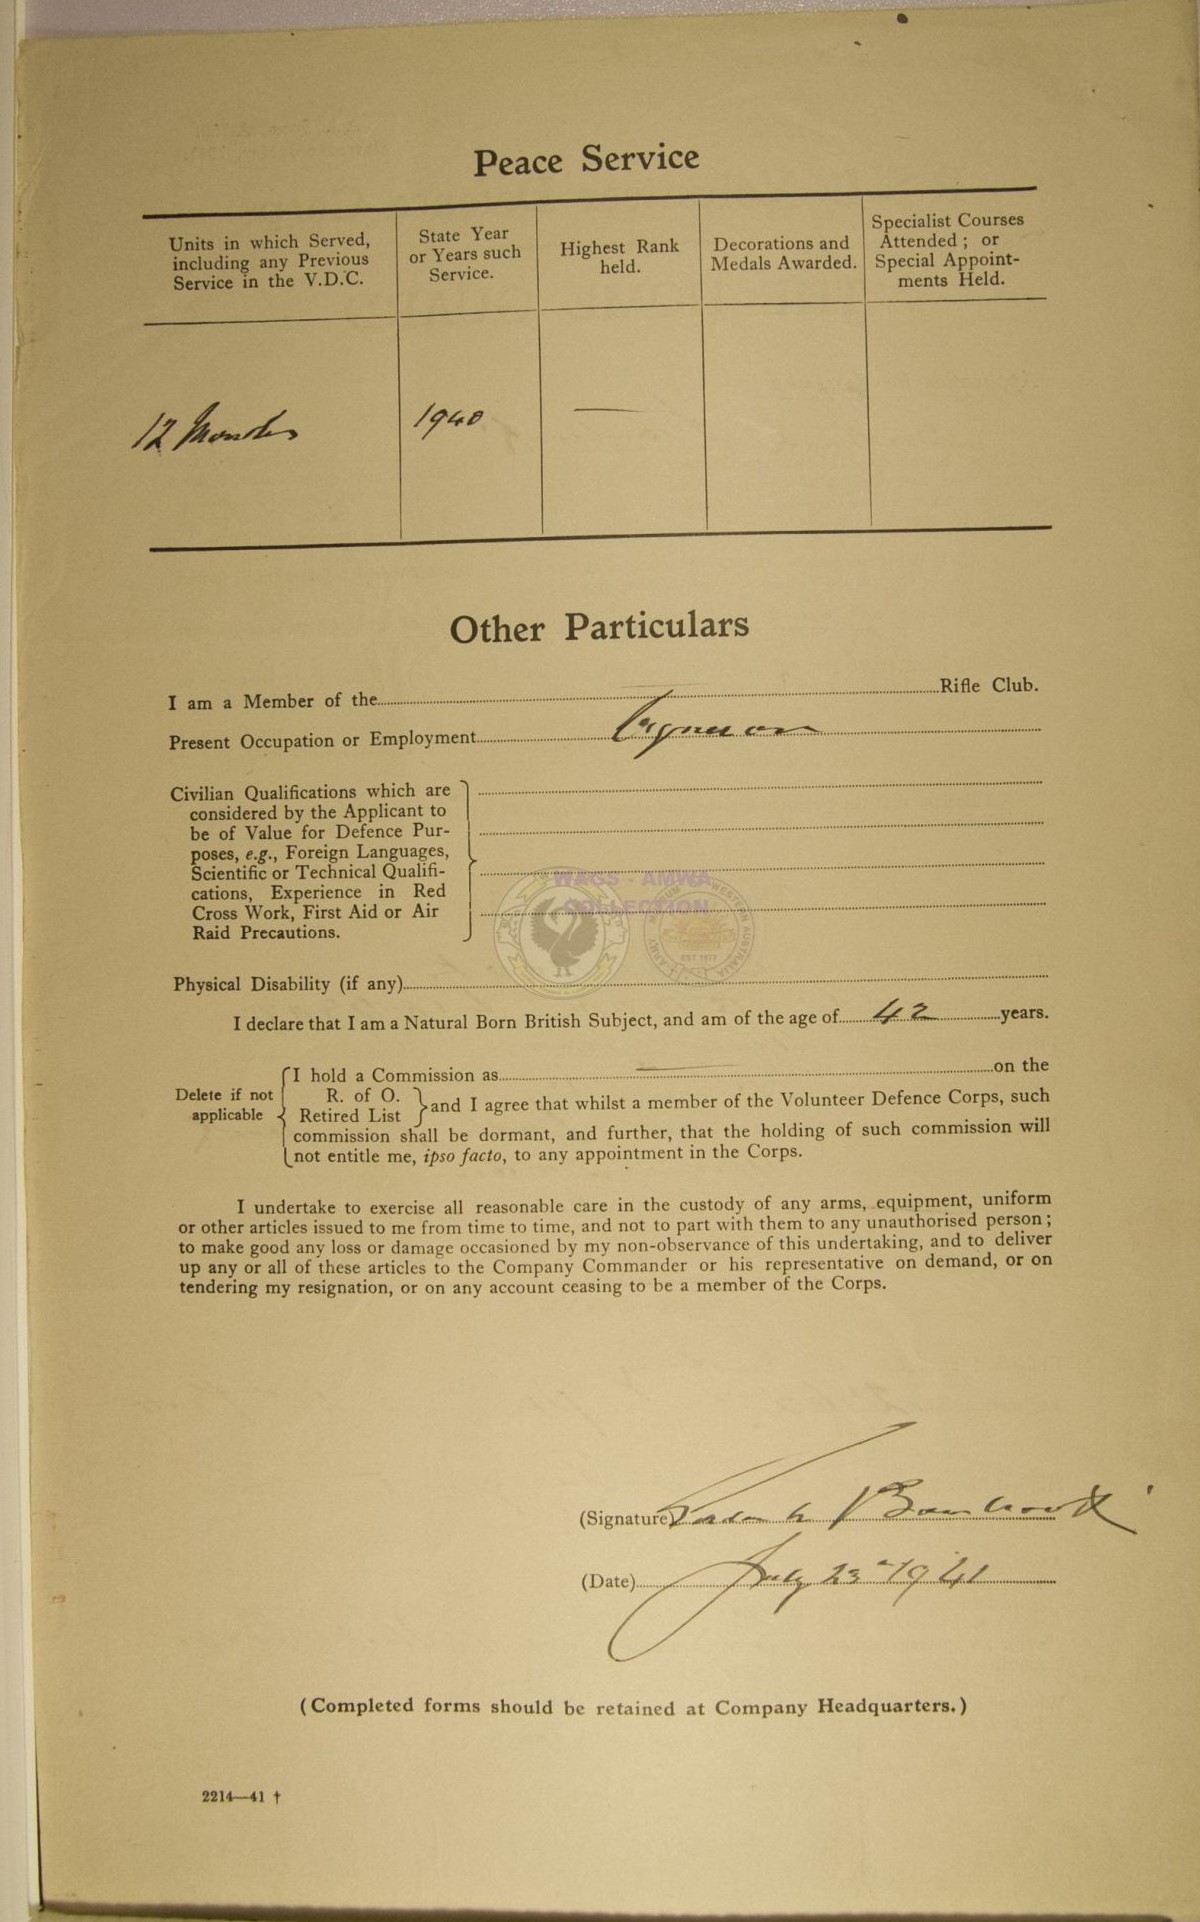 Peace Service
Units in which Served,
including any Previous
Service in the V.D.C.
State Year
or Years such
Service.
Highest Rank
held.
Decorations and
Medals Awarded.
Specialist Courses
Attended ; or
Special Appoint-
ments Held.
12 Months
1940
Other Particulars
I am a Member of the Rifle Club.
Present Occupation or Employment
Civilian Qualifications which are
considered by the Applicant to
be of Value for Defence Pur-
poses, e.g., Foreign Languages,
Scientific or Technical Qualifi-
cations, Experience in Red
Cross Work, First Aid or Air
Raid Precautions.
WAGS - AMWA
COLLECTION
Physical Disability (if any)
I declare that I am a Natural Born British Subject, and am of the age of 42 years.
Delete if not
applicable
I hold a Commission as on the
R. of O.
Retired List
and I agree that whilst a member of the Volunteer Defence Corps, such
commission shall be dormant, and further, that the holding of such commission will
not entitle me, ipso facto, to any appointment in the Corps.
I undertake to exercise all reasonable care in the custody of any arms, equipment, uniform
or other articles issued to me from time to time, and not to part with them to any unauthorised person ;
to make good any loss or damage occasioned by my non-observance of this undertaking, and to deliver
up any or all of these articles to the Company Commander or his representative on demand, or on
tendering my resignation, or on any account ceasing to be a member of the Corps.
(Signature)
(Date) July 23rd 1941
(Completed forms should be retained at Company Headquarters.)
2214—41 †